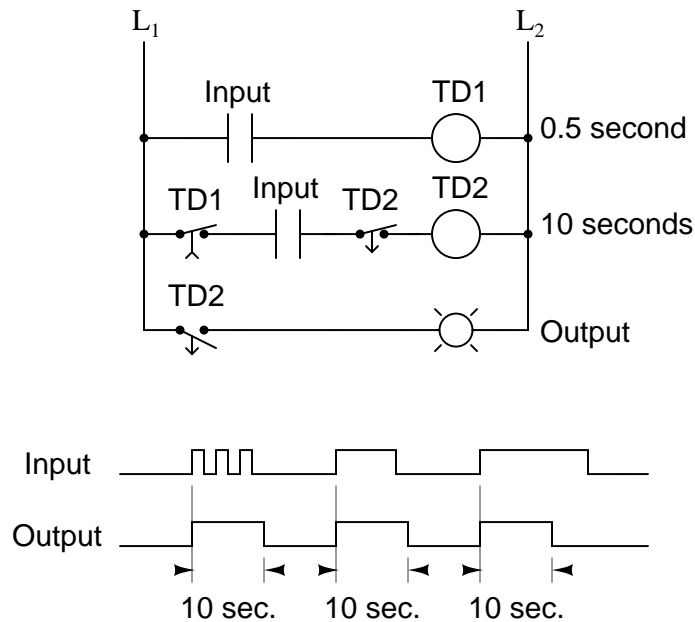 L1 L2
Input TD1
0.5 second
TD1 Input TD2 TD2
10 seconds
TD2
Output
Input
Output
10 sec. 10 sec. 10 sec.